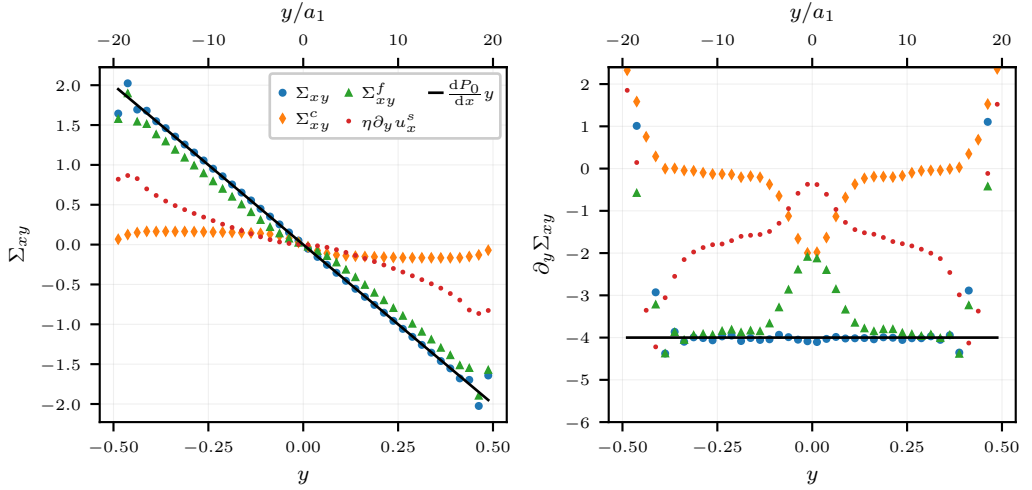 y/a₁
−20 −10 0 10 20
Σxy
2.0
1.5
1.0
0.5
0.0
−0.5
−1.0
−1.5
−2.0
Σxy Σᶠxy dP₀/dx y
Σᶜxy η∂yuˢx
−0.50 −0.25 0.00 0.25 0.50
y
y/a₁
−20 −10 0 10 20
∂yΣxy
2
1
0
−1
−2
−3
−4
−5
−6
−0.50 −0.25 0.00 0.25 0.50
y